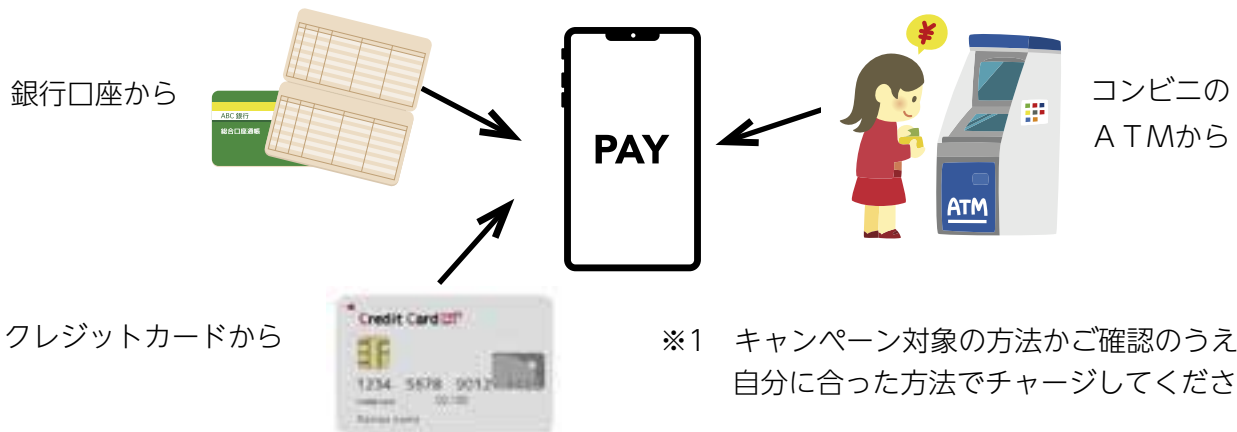 銀行口座から
ABC銀行
総合口座通帳
PAY
¥
ATM
コンビニの
ＡＴＭから
クレジットカードから
Credit Card
1234 5678 9012
※1 キャンペーン対象の方法かご確認のうえ
自分に合った方法でチャージしてくださ